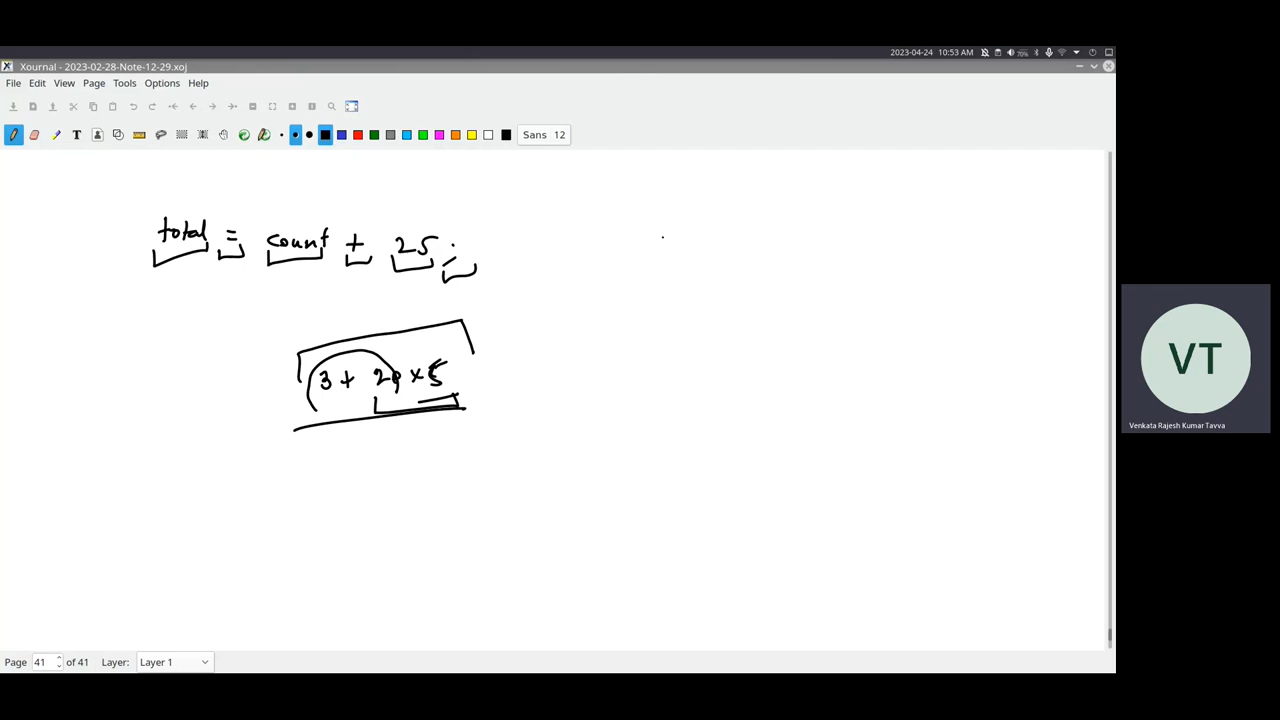 2023-04-24 10:53 AM 70%
Xournal - 2023-02-28-Note-12-29.xoj
File Edit View Page Tools Options Help
Sans 12
total = count + 25 ;
3 + 20 × 5
VT
Venkata Rajesh Kumar Tavva
Page 41 of 41 Layer: Layer 1